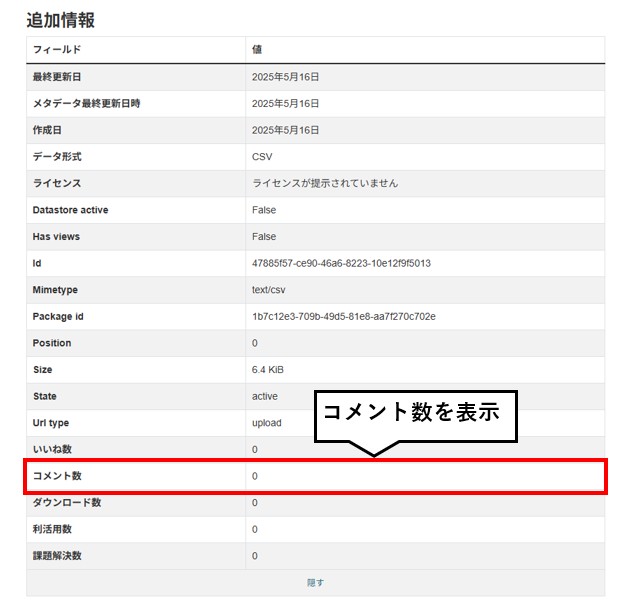 追加情報
フィールド 値
最終更新日 2025年5月16日
メタデータ最終更新日時 2025年5月16日
作成日 2025年5月16日
データ形式 CSV
ライセンス ライセンスが提示されていません
Datastore active False
Has views False
Id 47885f57-ce90-46a6-8223-10e12f9f5013
Mimetype text/csv
Package id 1b7c12e3-709b-49d5-81e8-aa7f270c702e
Position 0
Size 6.4 KiB
State active
コメント数を表示
Url type upload
いいね数 0
コメント数 0
ダウンロード数 0
利活用数 0
課題解決数 0
隠す